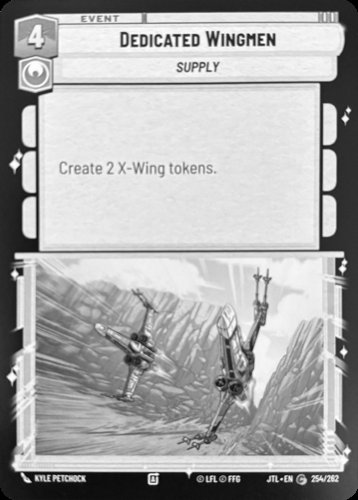 EVENT
4
DEDICATED WINGMEN
SUPPLY
Create 2 X-Wing tokens.
KYLE PETCHOCK
© LFL © FFG
JTL • EN C 254/262